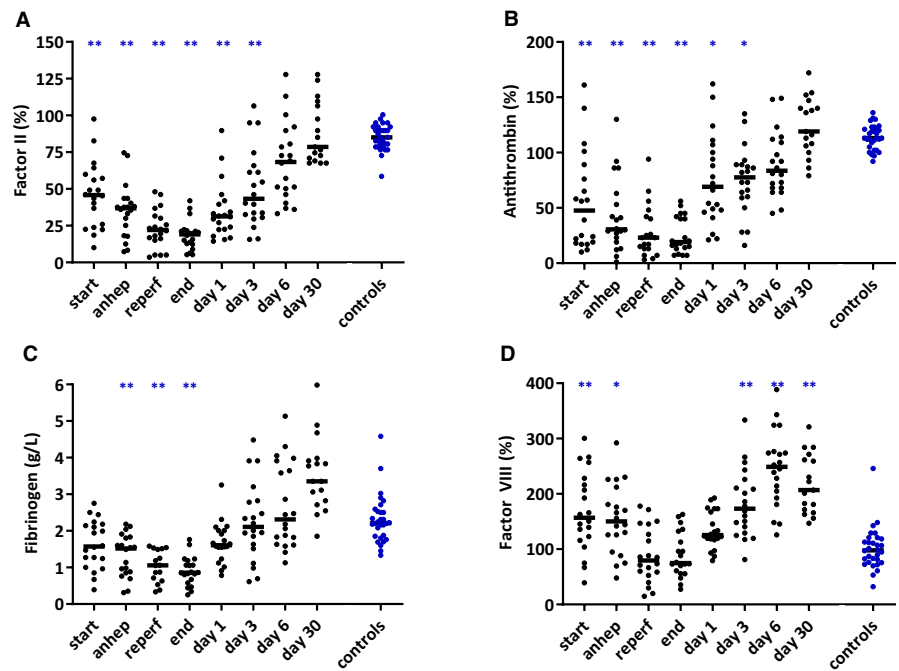 A
** ** ** ** ** **
Factor II (%)
150
125
100
75
50
25
0
start anhep reperf end day 1 day 3 day 6 day 30 controls
B
** ** ** ** * *
Antithrombin (%)
200
150
100
50
0
start anhep reperf end day 1 day 3 day 6 day 30 controls
C
** ** **
Fibrinogen (g/L)
6
5
4
3
2
1
0
start anhep reperf end day 1 day 3 day 6 day 30 controls
D
** * ** ** **
Factor VIII (%)
400
300
200
100
0
start anhep reperf end day 1 day 3 day 6 day 30 controls